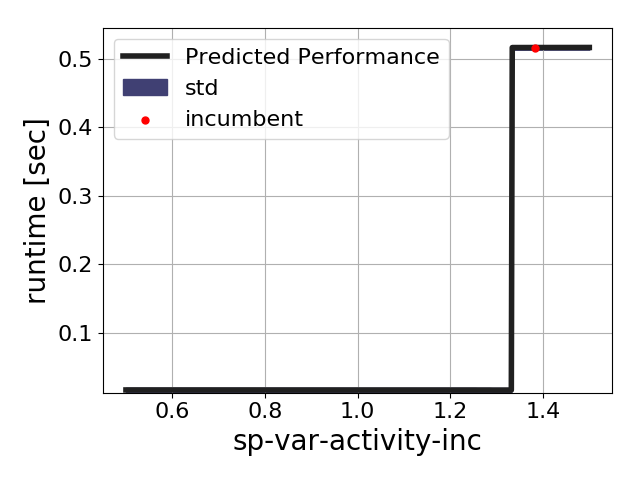 Predicted Performance
std
incumbent
runtime [sec]
0.5
0.4
0.3
0.2
0.1
0.6 0.8 1.0 1.2 1.4
sp-var-activity-inc